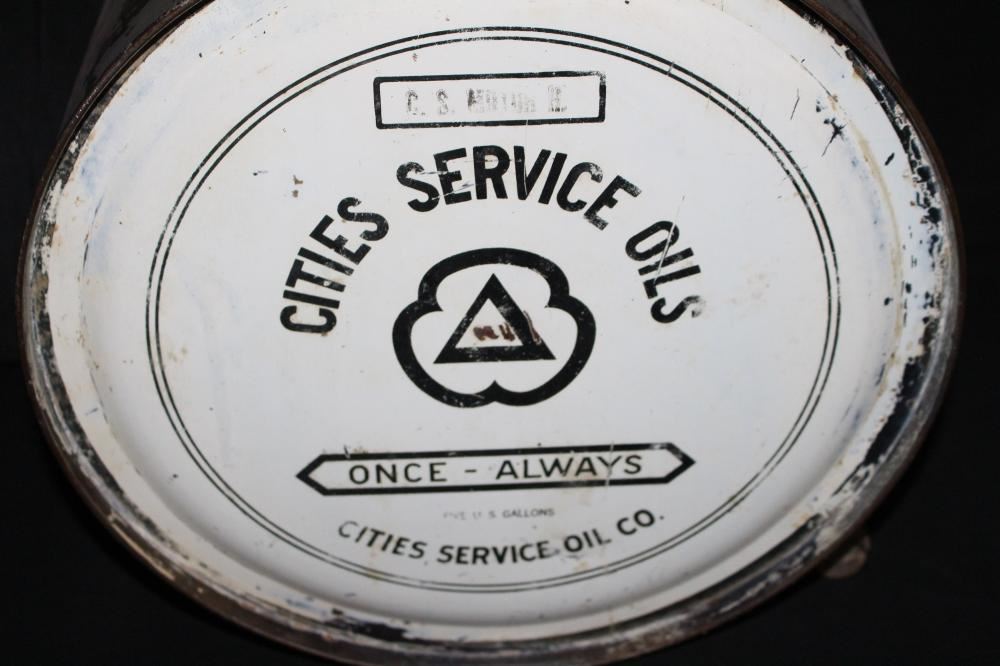 C. S.
CITIES SERVICE OILS
ONCE - ALWAYS
FIVE U. S. GALLONS
CITIES SERVICE OIL CO.